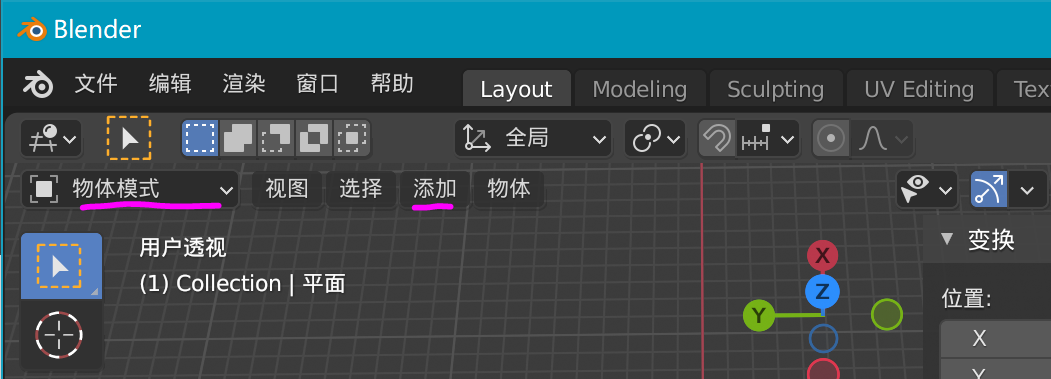 Blender
文件 编辑 渲染 窗口 帮助 Layout Modeling Sculpting UV Editing Tex
全局
物体模式 视图 选择 添加 物体
用户透视
(1) Collection | 平面
变换
位置:
X
Y
X
Z
Y